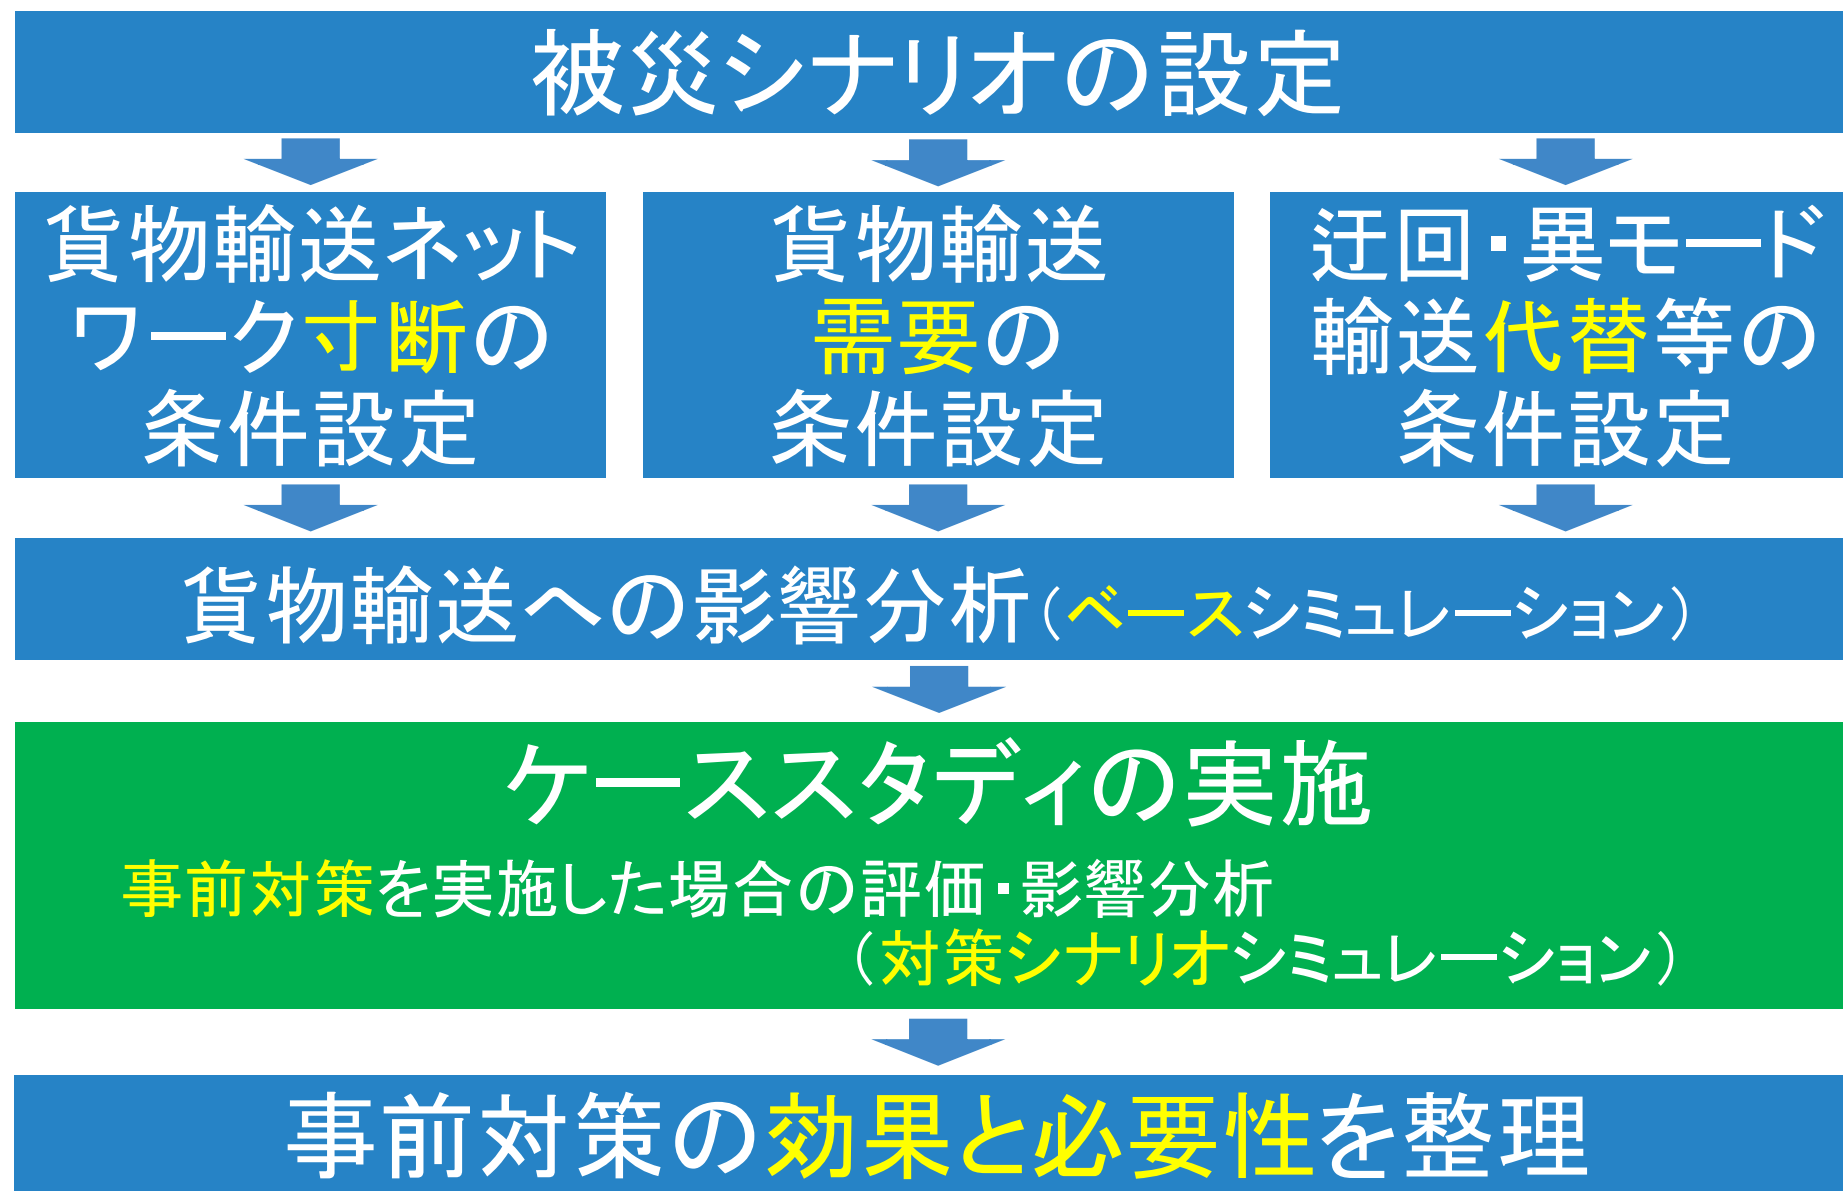 被災シナリオの設定
貨物輸送ネット
ワーク寸断の
条件設定
貨物輸送
需要の
条件設定
迂回・異モード
輸送代替等の
条件設定
貨物輸送への影響分析（ベースシミュレーション）
ケーススタディの実施
事前対策を実施した場合の評価・影響分析
（対策シナリオシミュレーション）
事前対策の効果と必要性を整理